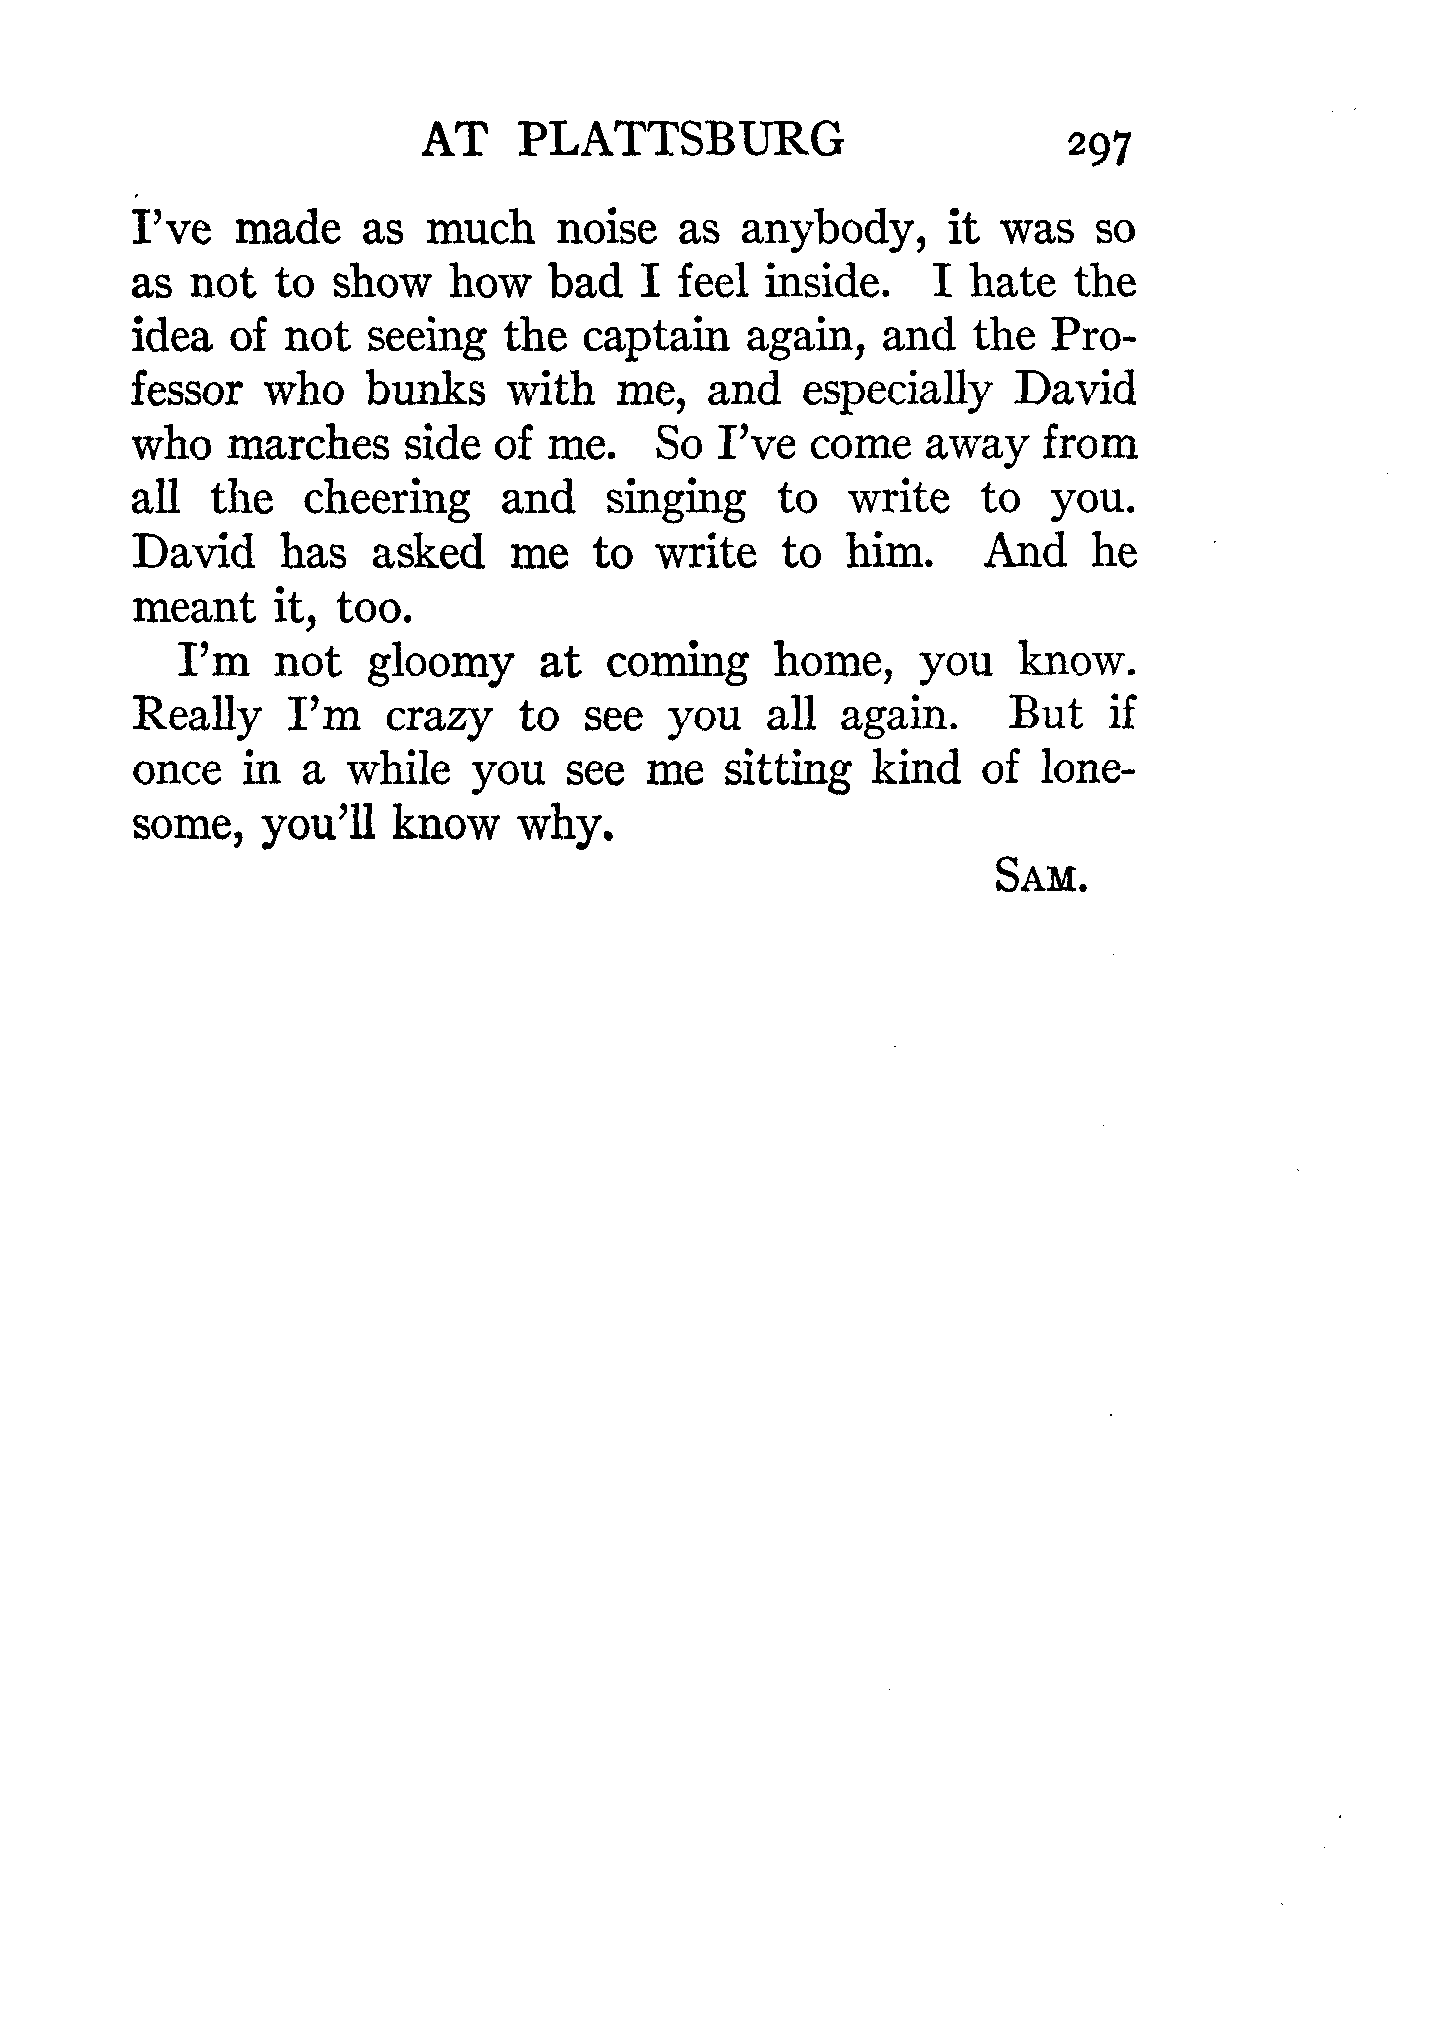 AT PLATTSBURG 297
I've made as much noise as anybody, it was so
as not to show how bad I feel inside. I hate the
idea of not seeing the captain again, and the Pro-
fessor who bunks with me, and especially David
who marches side of me. So I've come away from
all the cheering and singing to write to you.
David has asked me to write to him. And he
meant it, too.
I'm not gloomy at coming home, you know.
Really I'm crazy to see you all again. But if
once in a while you see me sitting kind of lone-
some, you'll know why.
SAM.